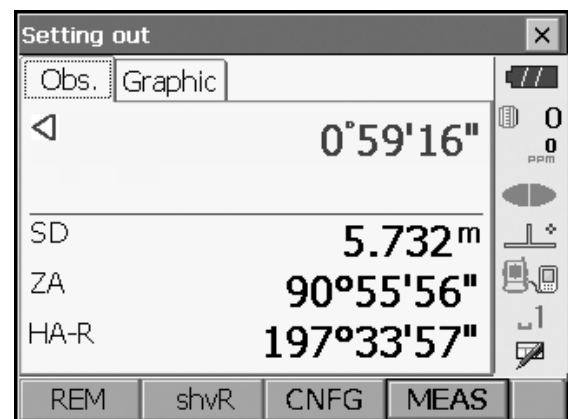 Setting out
Obs. Graphic
0°59'16"
0
0
PPM
SD 5.732 m
ZA 90°55'56"
HA-R 197°33'57"
1
REM shvR CNFG MEAS